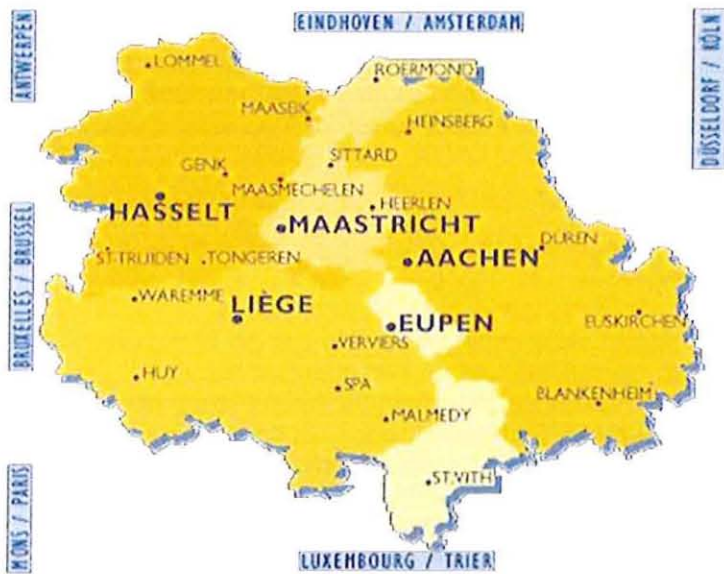 EINDHOVEN / AMSTERDAM
ANTWERPEN
DÜSSELDORF / KÖLN
LOMMEL
ROERMOND
MAASEIK
HEINSBERG
SITTARD
GENK
MAASMECHELEN
HASSELT
HEERLEN
MAASTRICHT
DÜREN
ST.TRUIDEN
TONGEREN
AACHEN
BRUXELLES / BRUSSEL
WAREMME
LIÈGE
EUPEN
EUSKIRCHEN
VERVIERS
HUY
SPA
BLANKENHEIM
MALMEDY
ST.VITH
MONS / PARIS
LUXEMBOURG / TRIER